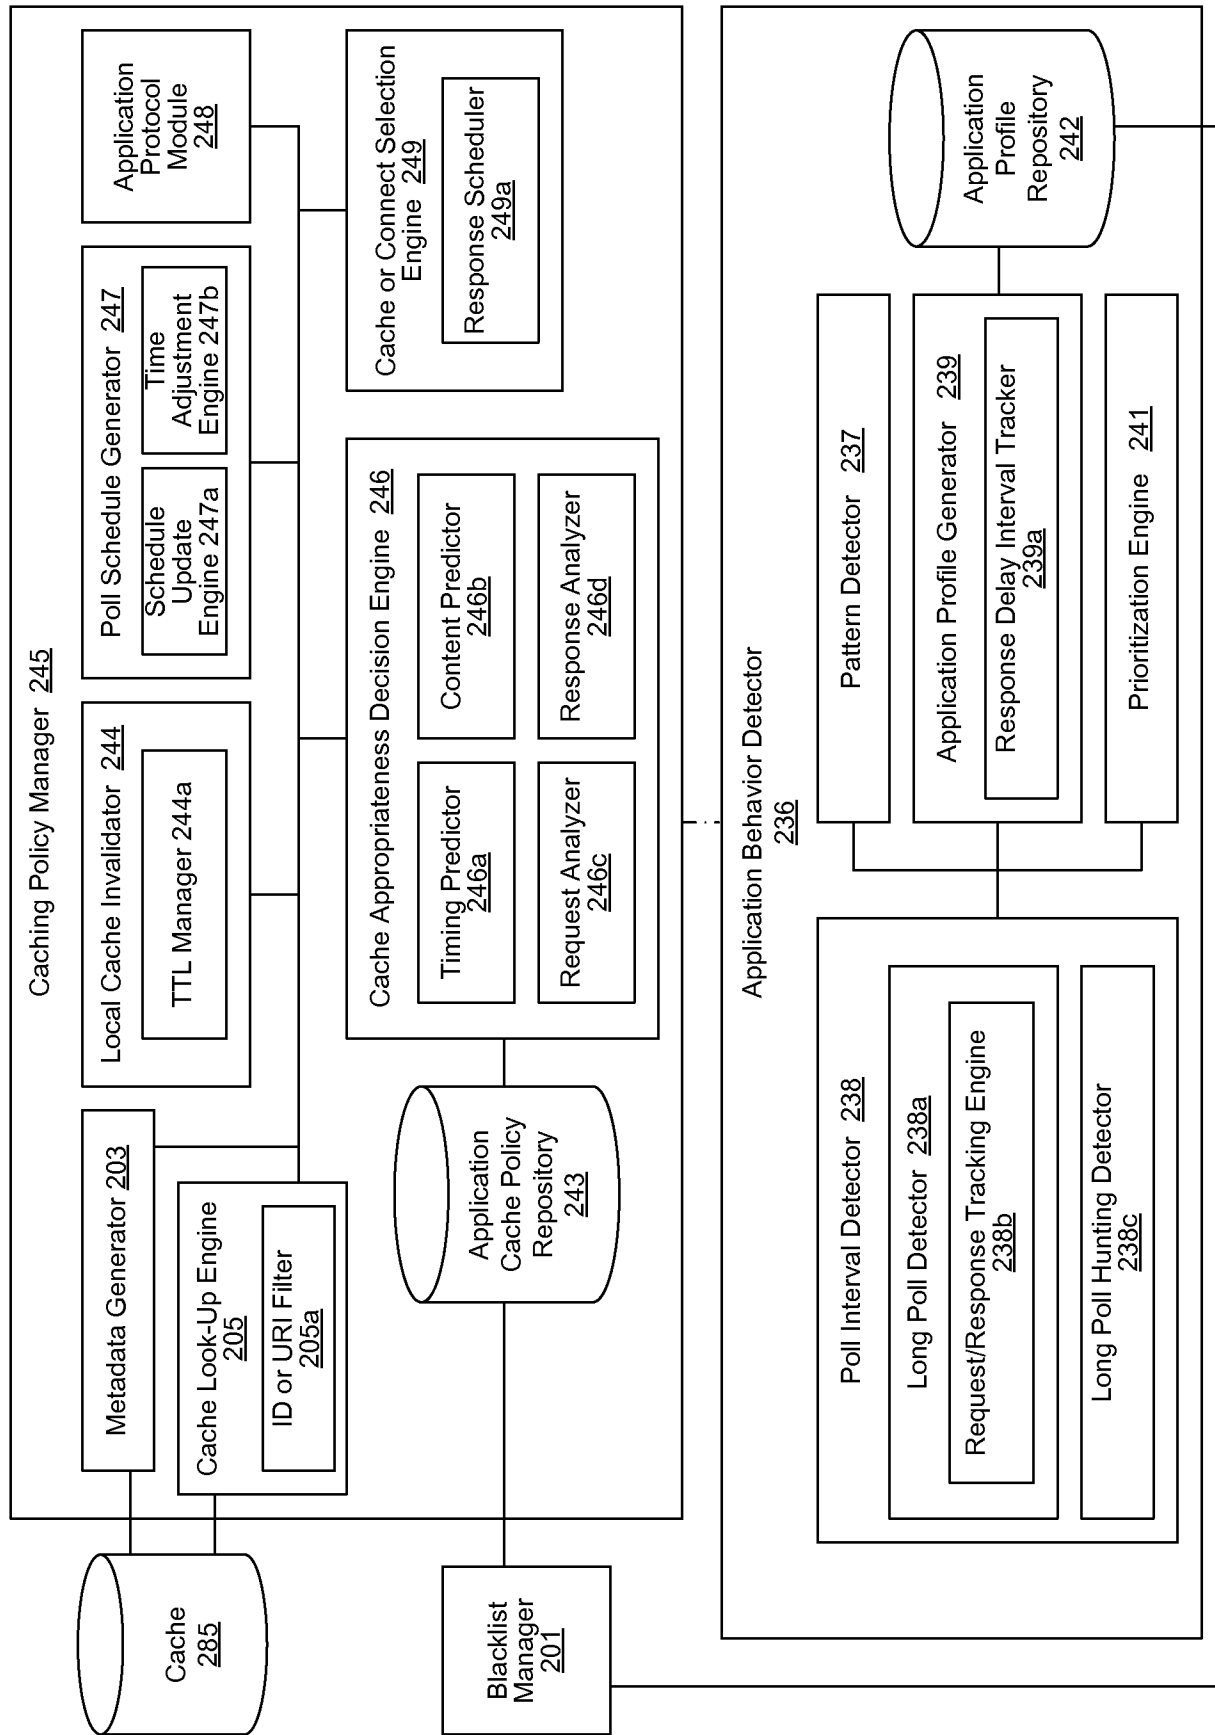 Caching Policy Manager 245
Cache
285
Metadata Generator 203
Cache Look-Up Engine
205
ID or URI Filter
205a
Local Cache Invalidator 244
TTL Manager 244a
Poll Schedule Generator 247
Schedule
Update
Engine 247a
Time
Adjustment
Engine 247b
Application
Protocol
Module
248
Blacklist
Manager
201
Application
Cache Policy
Repository
243
Cache Appropriateness Decision Engine 246
Timing Predictor
246a
Content Predictor
246b
Request Analyzer
246c
Response Analyzer
246d
Cache or Connect Selection
Engine 249
Response Scheduler
249a
Application Behavior Detector
236
Poll Interval Detector 238
Long Poll Detector 238a
Request/Response Tracking Engine
238b
Long Poll Hunting Detector
238c
Pattern Detector 237
Application Profile Generator 239
Response Delay Interval Tracker
239a
Prioritization Engine 241
Application
Profile
Repository
242